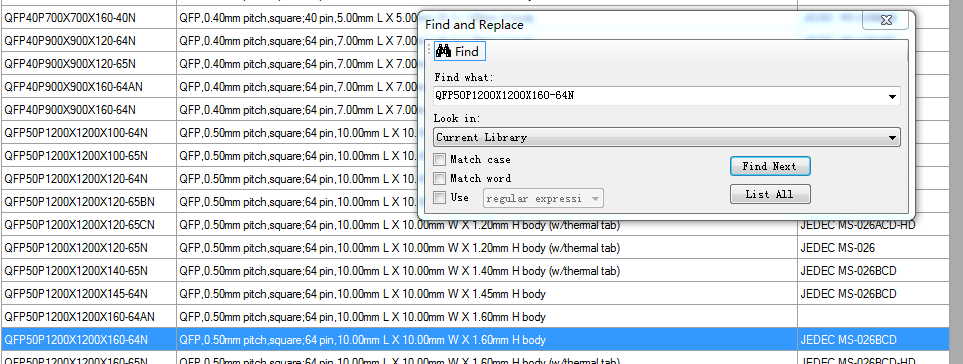 QFP40P700X700X160-40N QFP,0.40mm pitch,square;40 pin,5.00mm L X 5.00 JEDEC MS-026BCD
Find and Replace
QFP40P900X900X120-64N QFP,0.40mm pitch,square;64 pin,7.00mm L X 7.00
Find
QFP40P900X900X120-65N QFP,0.40mm pitch,square;64 pin,7.00mm L X 7.00
Find what:
QFP40P900X900X160-64AN QFP,0.40mm pitch,square;64 pin,7.00mm L X 7.00
QFP50P1200X1200X160-64N
QFP40P900X900X160-64N QFP,0.40mm pitch,square;64 pin,7.00mm L X 7.00
Look in:
QFP50P1200X1200X100-64N QFP,0.50mm pitch,square;64 pin,10.00mm L X 10.
Current Library
QFP50P1200X1200X100-65N QFP,0.50mm pitch,square;64 pin,10.00mm L X 10.
Match case
Find Next
QFP50P1200X1200X120-64N QFP,0.50mm pitch,square;64 pin,10.00mm L X 10.
Match word
QFP50P1200X1200X120-65BN QFP,0.50mm pitch,square;64 pin,10.00mm L X 10.
Use regular expressi
List All
QFP50P1200X1200X120-65CN QFP,0.50mm pitch,square;64 pin,10.00mm L X 10.00mm W X 1.20mm H body (w/thermal tab) JEDEC MS-026ACD-HD
QFP50P1200X1200X120-65N QFP,0.50mm pitch,square;64 pin,10.00mm L X 10.00mm W X 1.20mm H body (w/thermal tab) JEDEC MS-026
QFP50P1200X1200X140-65N QFP,0.50mm pitch,square;64 pin,10.00mm L X 10.00mm W X 1.40mm H body (w/thermal tab) JEDEC MS-026BCD
QFP50P1200X1200X145-64N QFP,0.50mm pitch,square;64 pin,10.00mm L X 10.00mm W X 1.45mm H body JEDEC MS-026BCD
QFP50P1200X1200X160-64AN QFP,0.50mm pitch,square;64 pin,10.00mm L X 10.00mm W X 1.60mm H body
QFP50P1200X1200X160-64N QFP,0.50mm pitch,square;64 pin,10.00mm L X 10.00mm W X 1.60mm H body JEDEC MS-026BCD
QFP50P1200X1200X160-65N QFP,0.50mm pitch,square;64 pin,10.00mm L X 10.00mm W X 1.60mm H body (w/thermal tab) JEDEC MS-026BCD